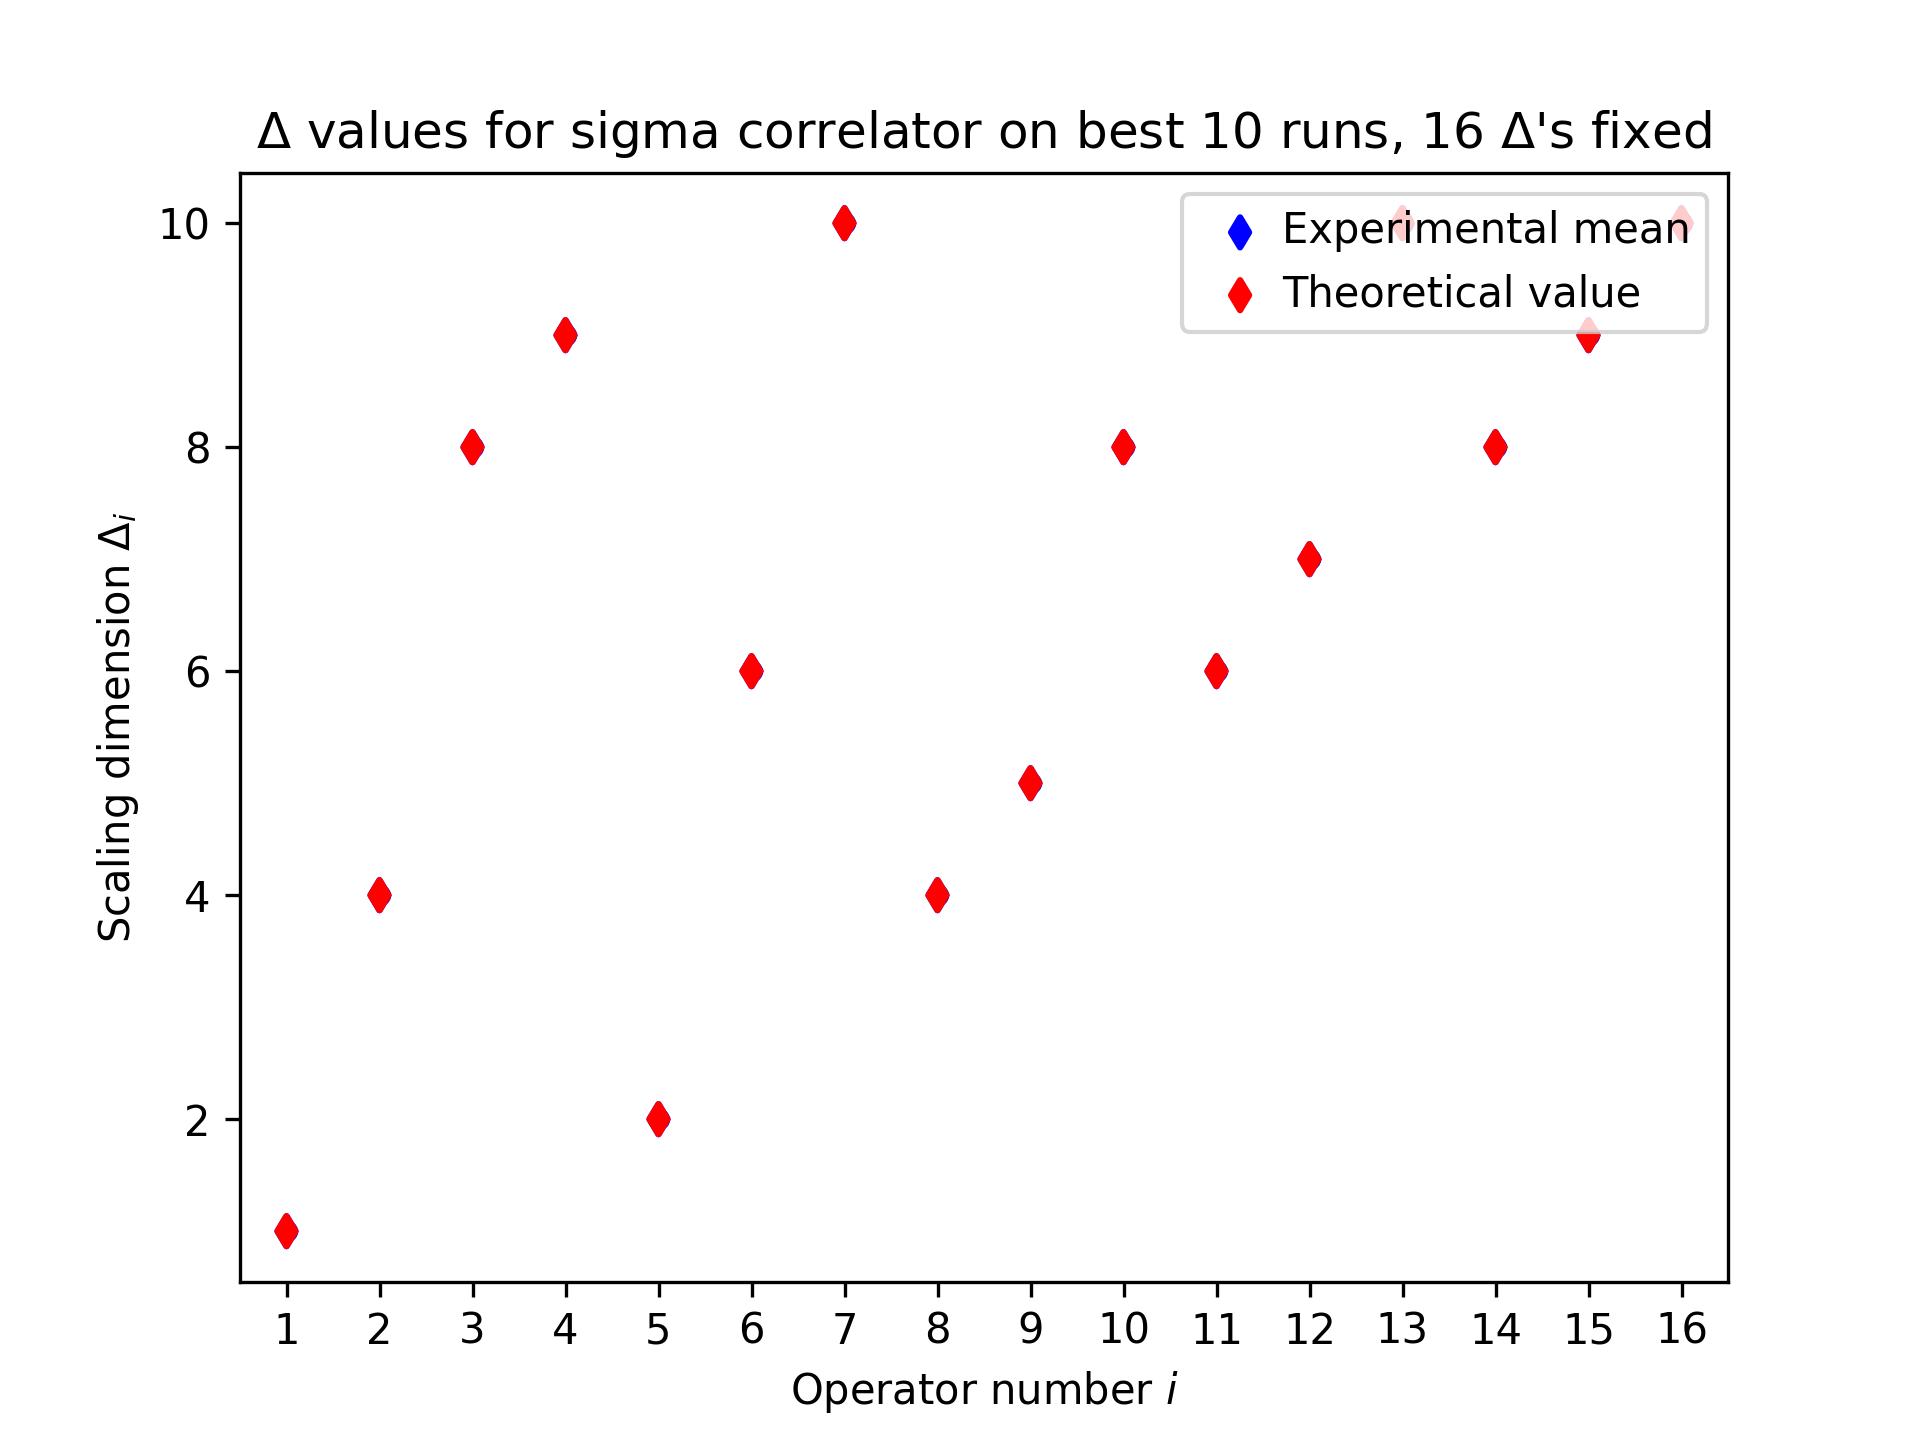 Δ values for sigma correlator on best 10 runs, 16 Δ's fixed
Experimental mean
Theoretical value
10
8
6
4
2
Scaling dimension Δi
1 2 3 4 5 6 7 8 9 10 11 12 13 14 15 16
Operator number i